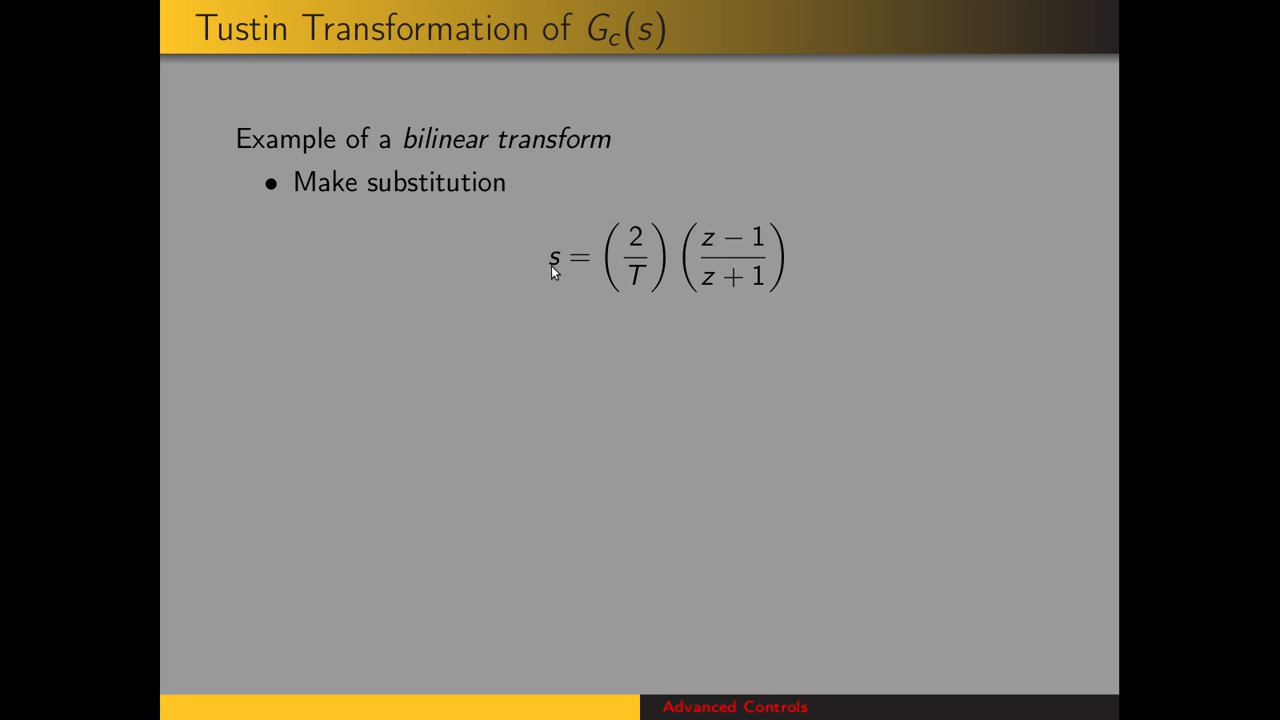 Tustin Transformation of G_c(s)
Example of a bilinear transform
• Make substitution
s = (2/T) ((z − 1)/(z + 1))
Advanced Controls